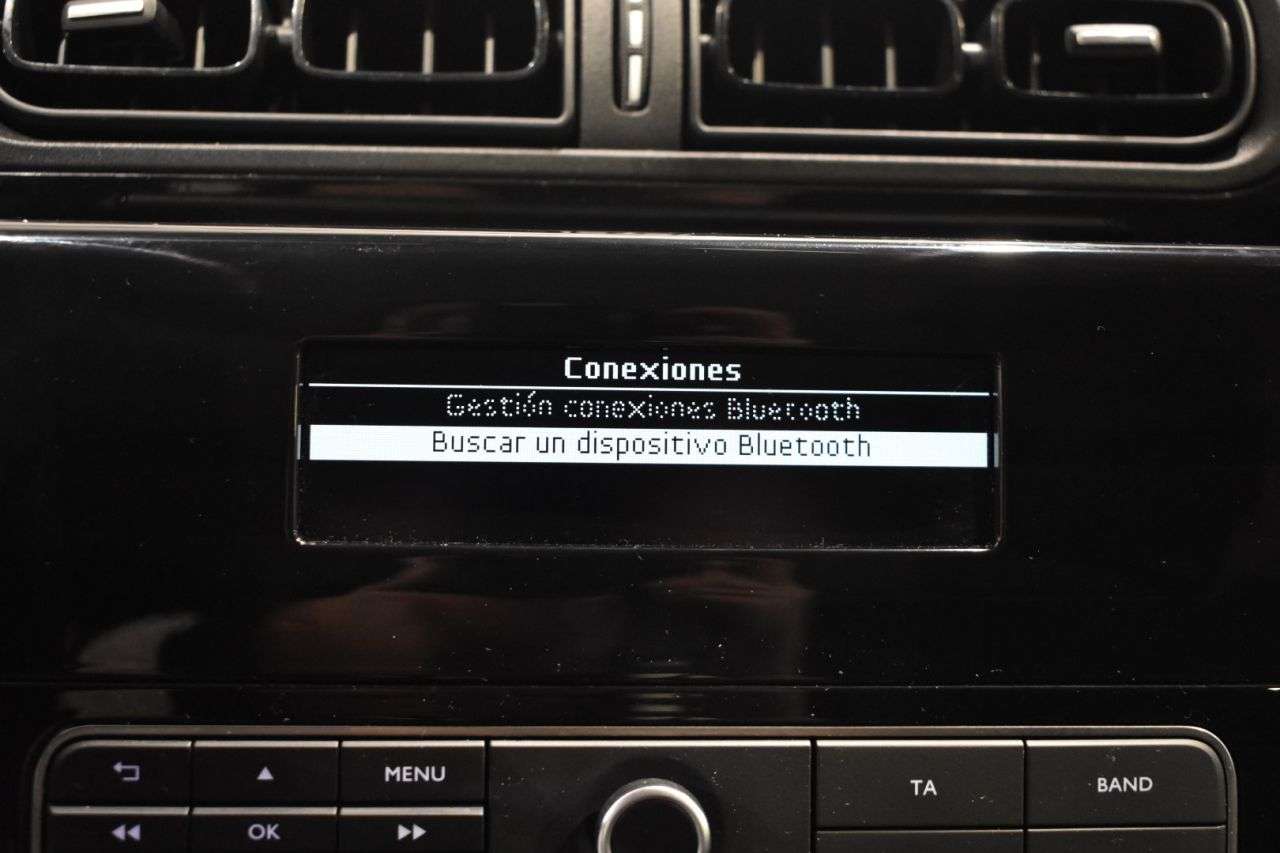 Conexiones
Gestión conexiones Bluetooth
Buscar un dispositivo Bluetooth
MENU
TA
BAND
OK